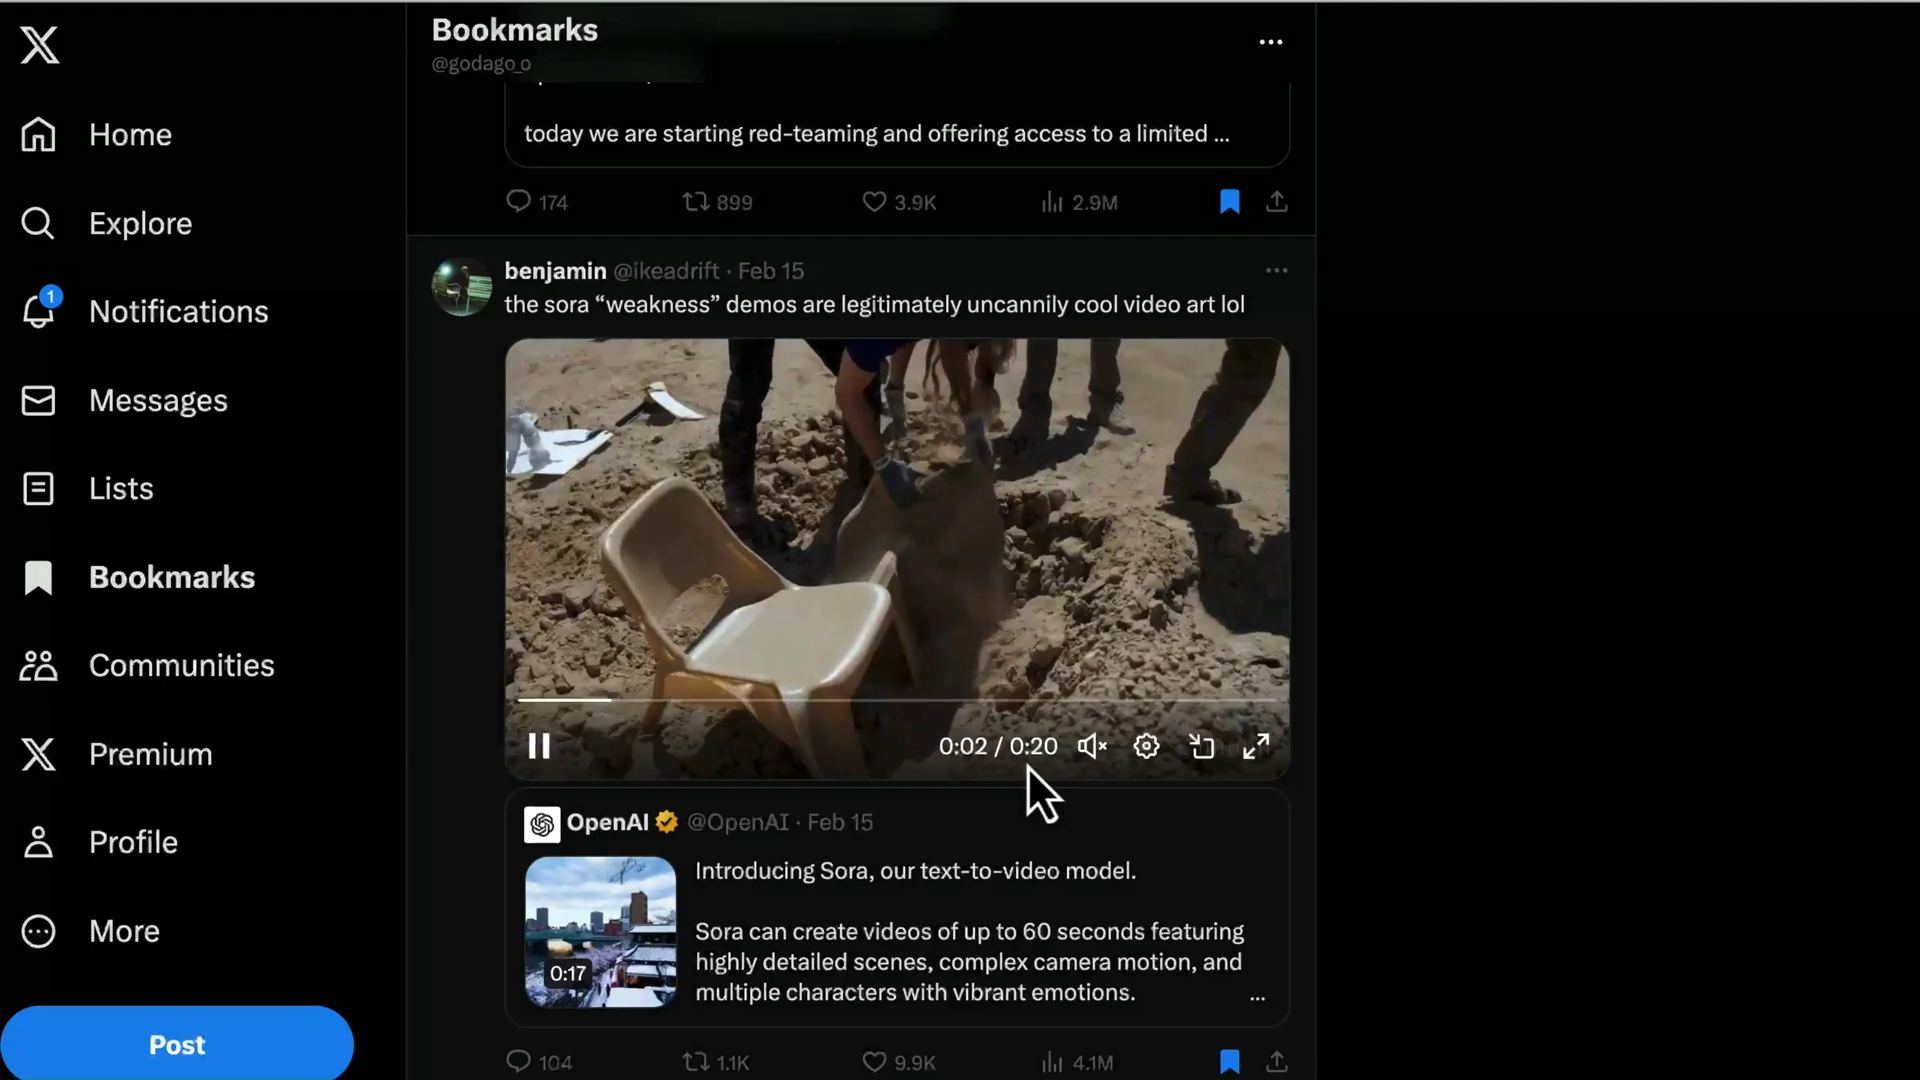 Bookmarks
@godago_o
Home
Explore
1
Notifications
Messages
Lists
Bookmarks
Communities
Premium
Profile
More
Post
today we are starting red-teaming and offering access to a limited ...
174
899
3.9K
2.9M
benjamin @ikeadrift · Feb 15
the sora “weakness” demos are legitimately uncannily cool video art lol
0:02 / 0:20
OpenAI @OpenAI · Feb 15
Introducing Sora, our text-to-video model.
Sora can create videos of up to 60 seconds featuring
highly detailed scenes, complex camera motion, and
multiple characters with vibrant emotions.
...
0:17
104
1.1K
9.9K
4.1M